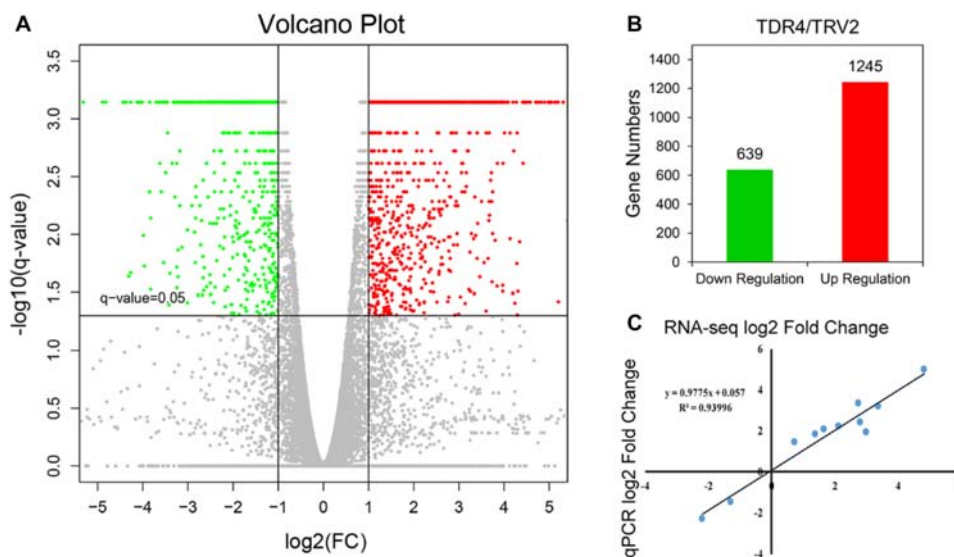 A
Volcano Plot
-log10(q-value)
3.5
3.0
2.5
2.0
1.5
1.0
0.5
0.0
q-value=0.05
-5 -4 -3 -2 -1 0 1 2 3 4 5
log2(FC)
B
TDR4/TRV2
Gene Numbers
1400
1200
1000
800
600
400
200
0
639
1245
Down Regulation Up Regulation
C
RNA-seq log2 Fold Change
qPCR log2 Fold Change
6
4
2
0
-2
-4
y = 0.9775x + 0.057
R² = 0.93996
-4 -2 0 2 4